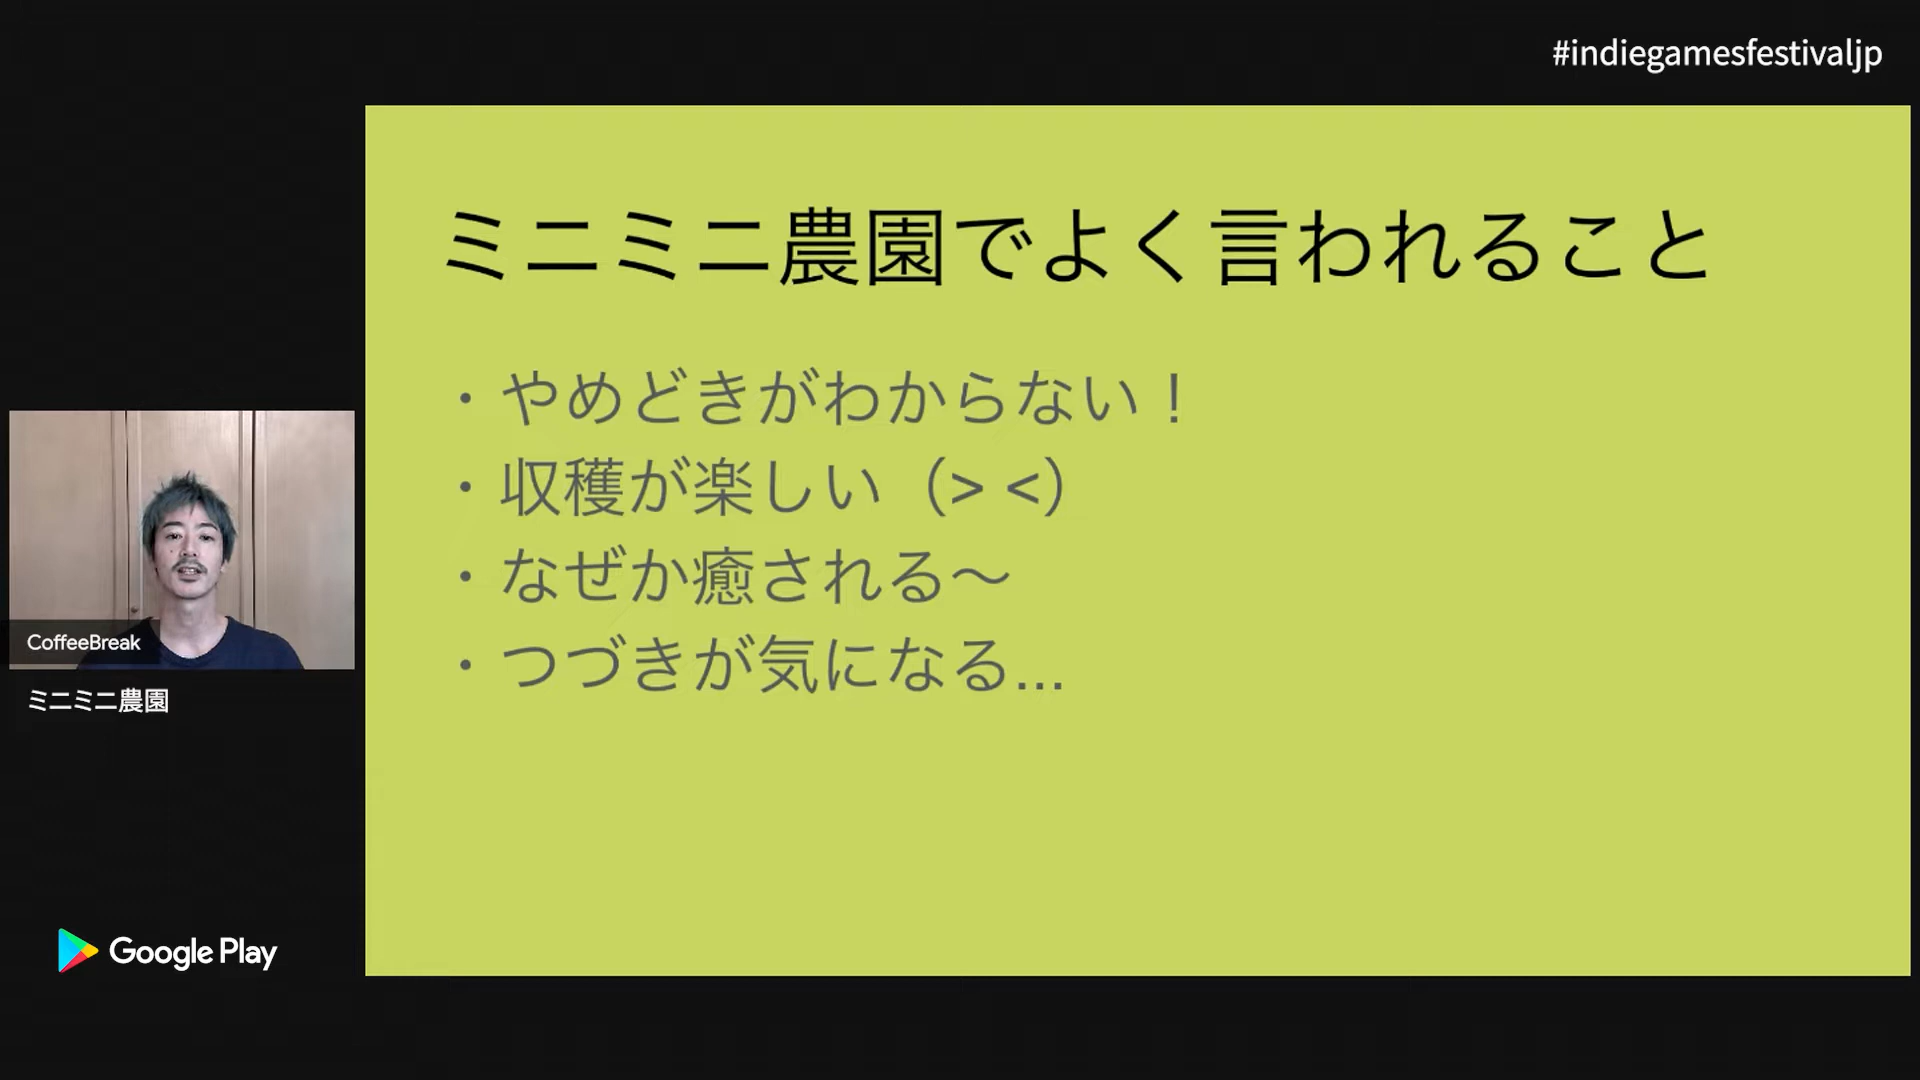 #indiegamesfestivaljp
ミニミニ農園でよく言われること
・やめどきがわからない！
・収穫が楽しい（> <）
・なぜか癒される〜
・つづきが気になる...
CoffeeBreak
ミニミニ農園
Google Play